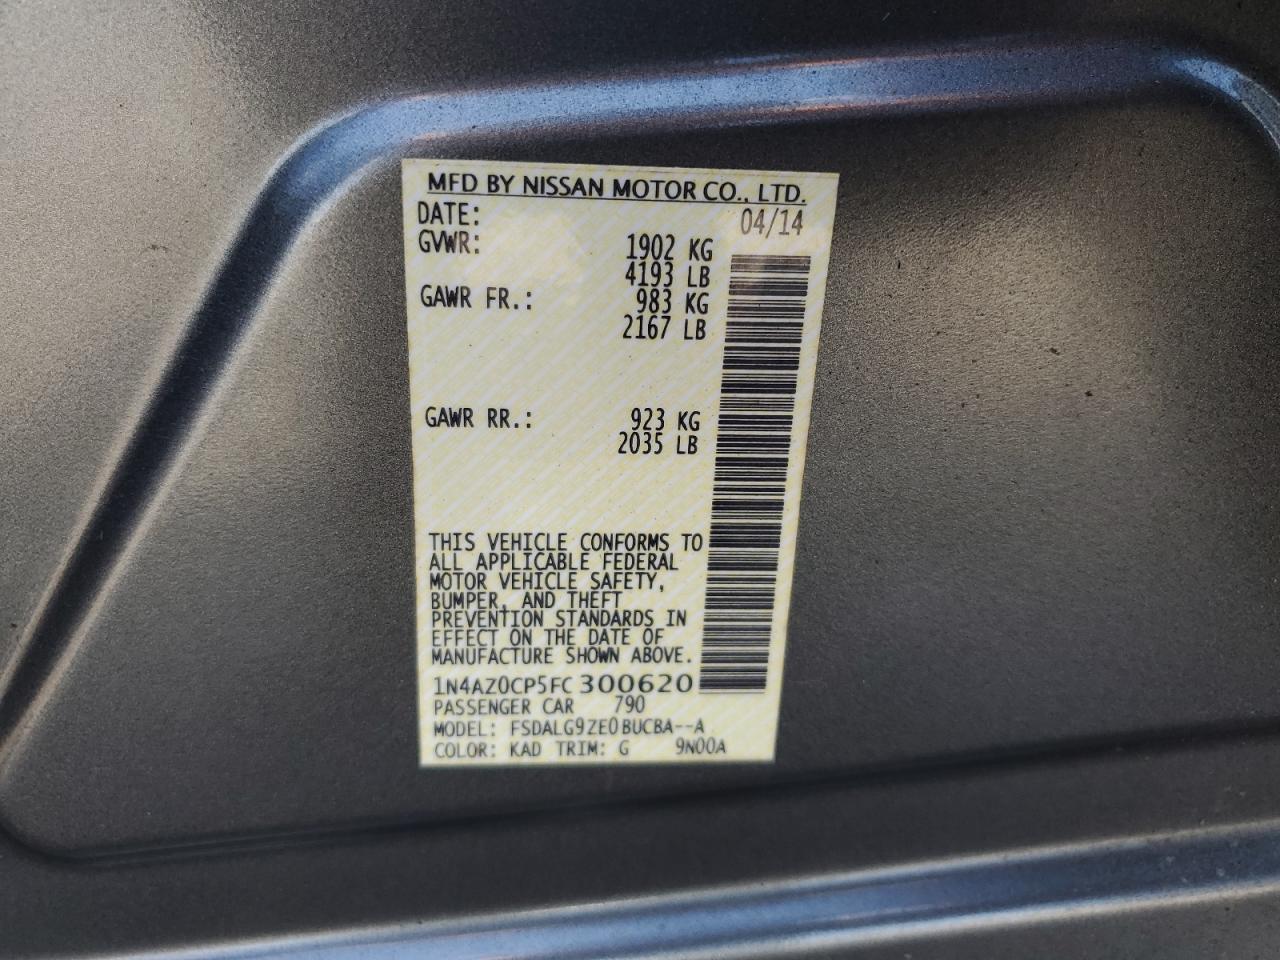 MFD BY NISSAN MOTOR CO., LTD.
DATE: 04/14
GVWR: 1902 KG
4193 LB
GAWR FR.: 983 KG
2167 LB
GAWR RR.: 923 KG
2035 LB
THIS VEHICLE CONFORMS TO
ALL APPLICABLE FEDERAL
MOTOR VEHICLE SAFETY,
BUMPER, AND THEFT
PREVENTION STANDARDS IN
EFFECT ON THE DATE OF
MANUFACTURE SHOWN ABOVE.
1N4AZ0CP5FC300620
PASSENGER CAR 790
MODEL: FSDALG9ZE0BUCBA--A
COLOR: KAD TRIM: G 9N00A